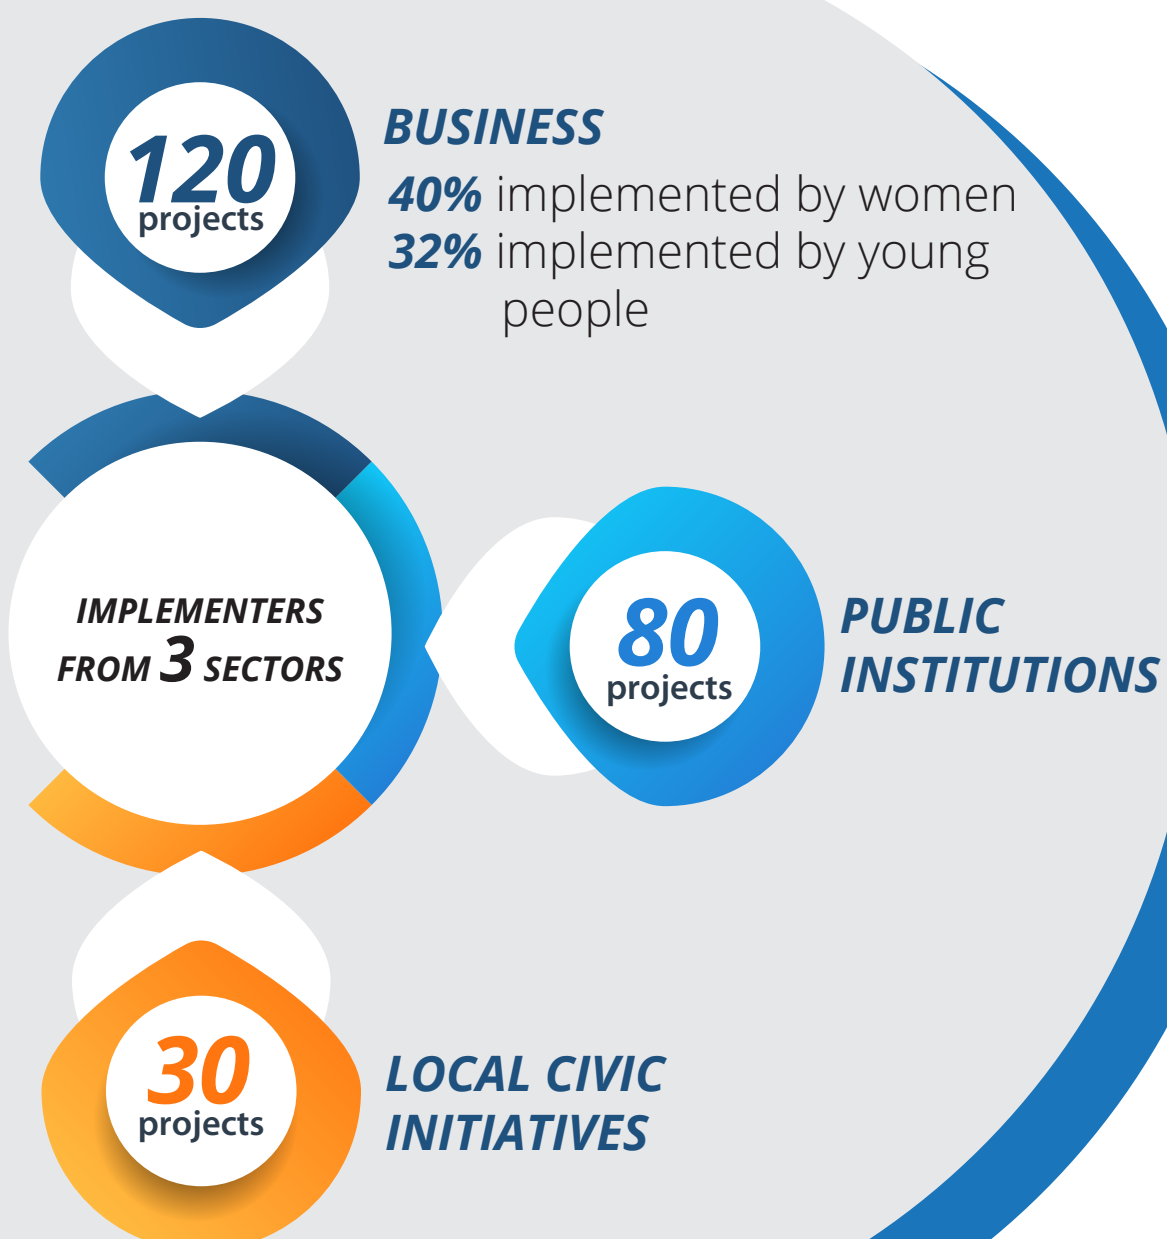 120
projects
BUSINESS
40% implemented by women
32% implemented by young
people
IMPLEMENTERS
FROM 3 SECTORS
80
projects
PUBLIC
INSTITUTIONS
30
projects
LOCAL CIVIC
INITIATIVES